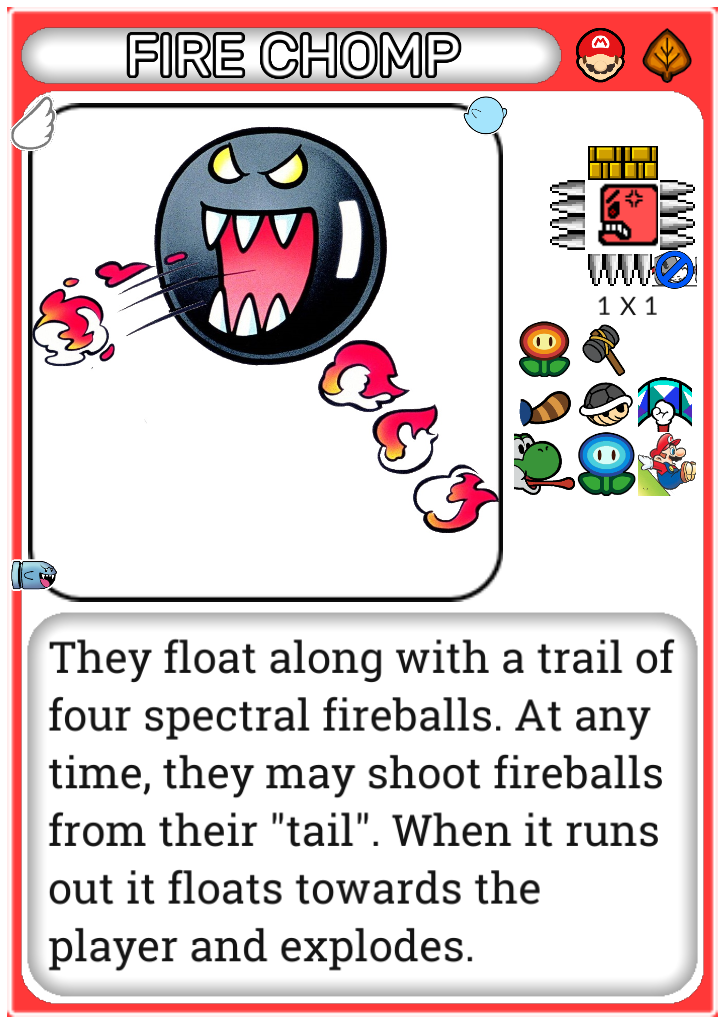 FIRE CHOMP
1 X 1
They float along with a trail of
four spectral fireballs. At any
time, they may shoot fireballs
from their "tail". When it runs
out it floats towards the
player and explodes.